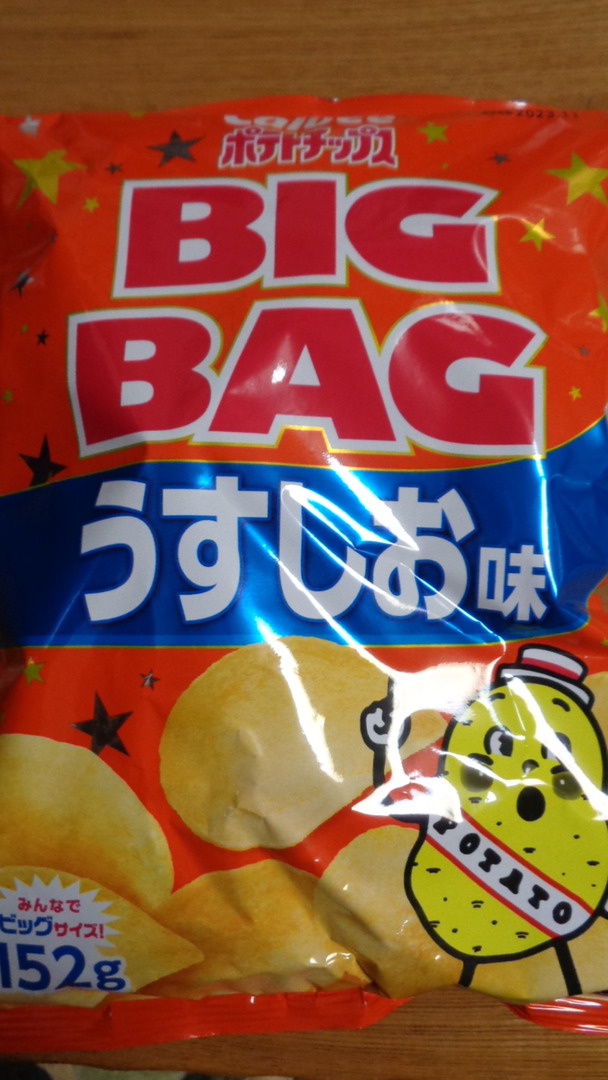 Calbee
ポテトチップス
BIG
BAG
うすしお味
POTATO
みんなで
ビッグサイズ!
152g